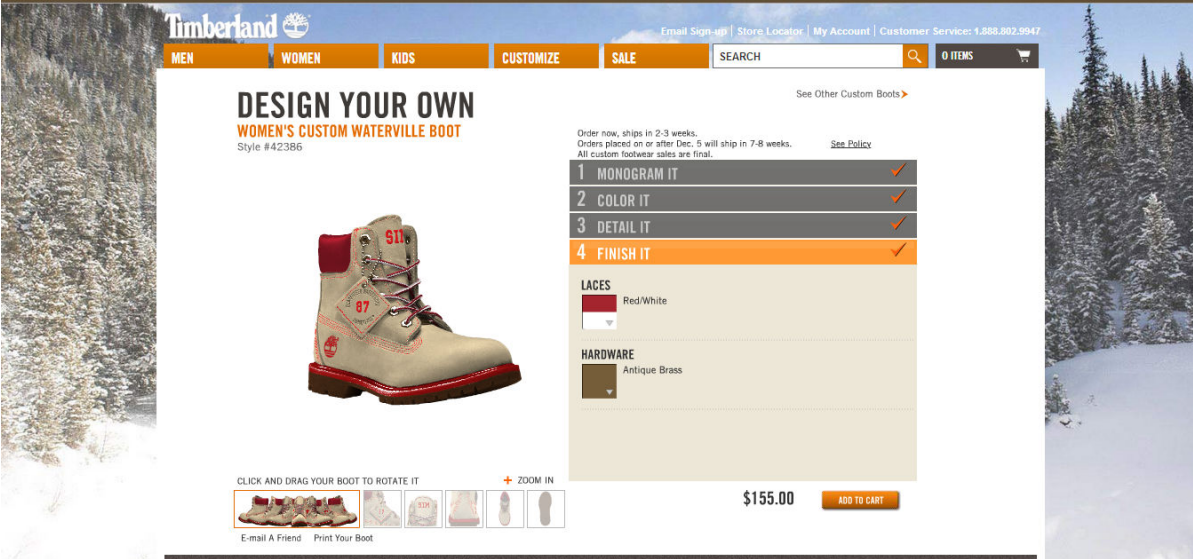 Timberland
Email Sign-up | Store Locator | My Account | Customer Service: 1.888.802.9947
MEN WOMEN KIDS CUSTOMIZE SALE SEARCH 0 ITEMS
DESIGN YOUR OWN
WOMEN'S CUSTOM WATERVILLE BOOT
Style #42386
See Other Custom Boots
Order now, ships in 2-3 weeks.
Orders placed on or after Dec. 5 will ship in 7-8 weeks. See Policy
All custom footwear sales are final.
1 MONOGRAM IT
2 COLOR IT
3 DETAIL IT
4 FINISH IT
LACES
Red/White
HARDWARE
Antique Brass
87
CLICK AND DRAG YOUR BOOT TO ROTATE IT
+ ZOOM IN
SIM
$155.00
ADD TO CART
E-mail A Friend Print Your Boot